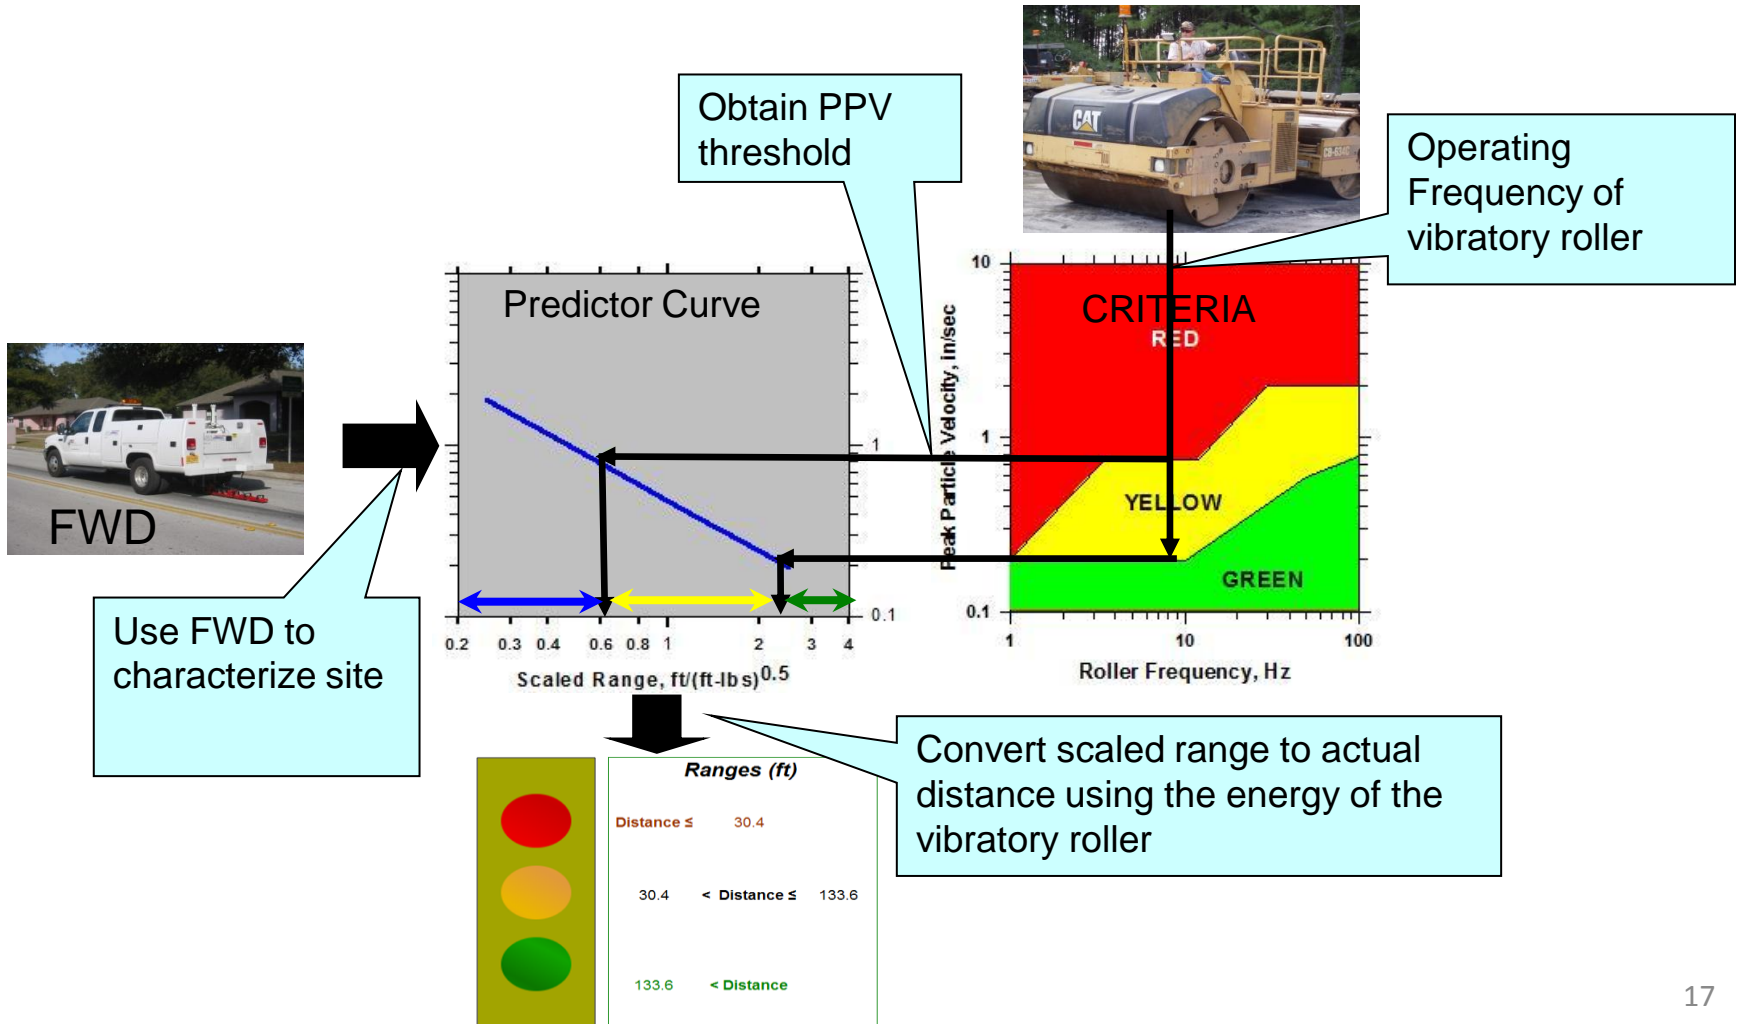 Obtain PPV
threshold
CAT
CB-634C
Operating
Frequency of
vibratory roller
Predictor Curve
1
0.1
0.2 0.3 0.4 0.6 0.8 1 2 3 4
Scaled Range, ft/(ft-lbs)0.5
10
1
0.1
Peak Particle Velocity, in/sec
CRITERIA
RED
YELLOW
GREEN
1 10 100
Roller Frequency, Hz
FWD
Use FWD to
characterize site
Convert scaled range to actual
distance using the energy of the
vibratory roller
Ranges (ft)
Distance ≤ 30.4
30.4 < Distance ≤ 133.6
133.6 < Distance
17